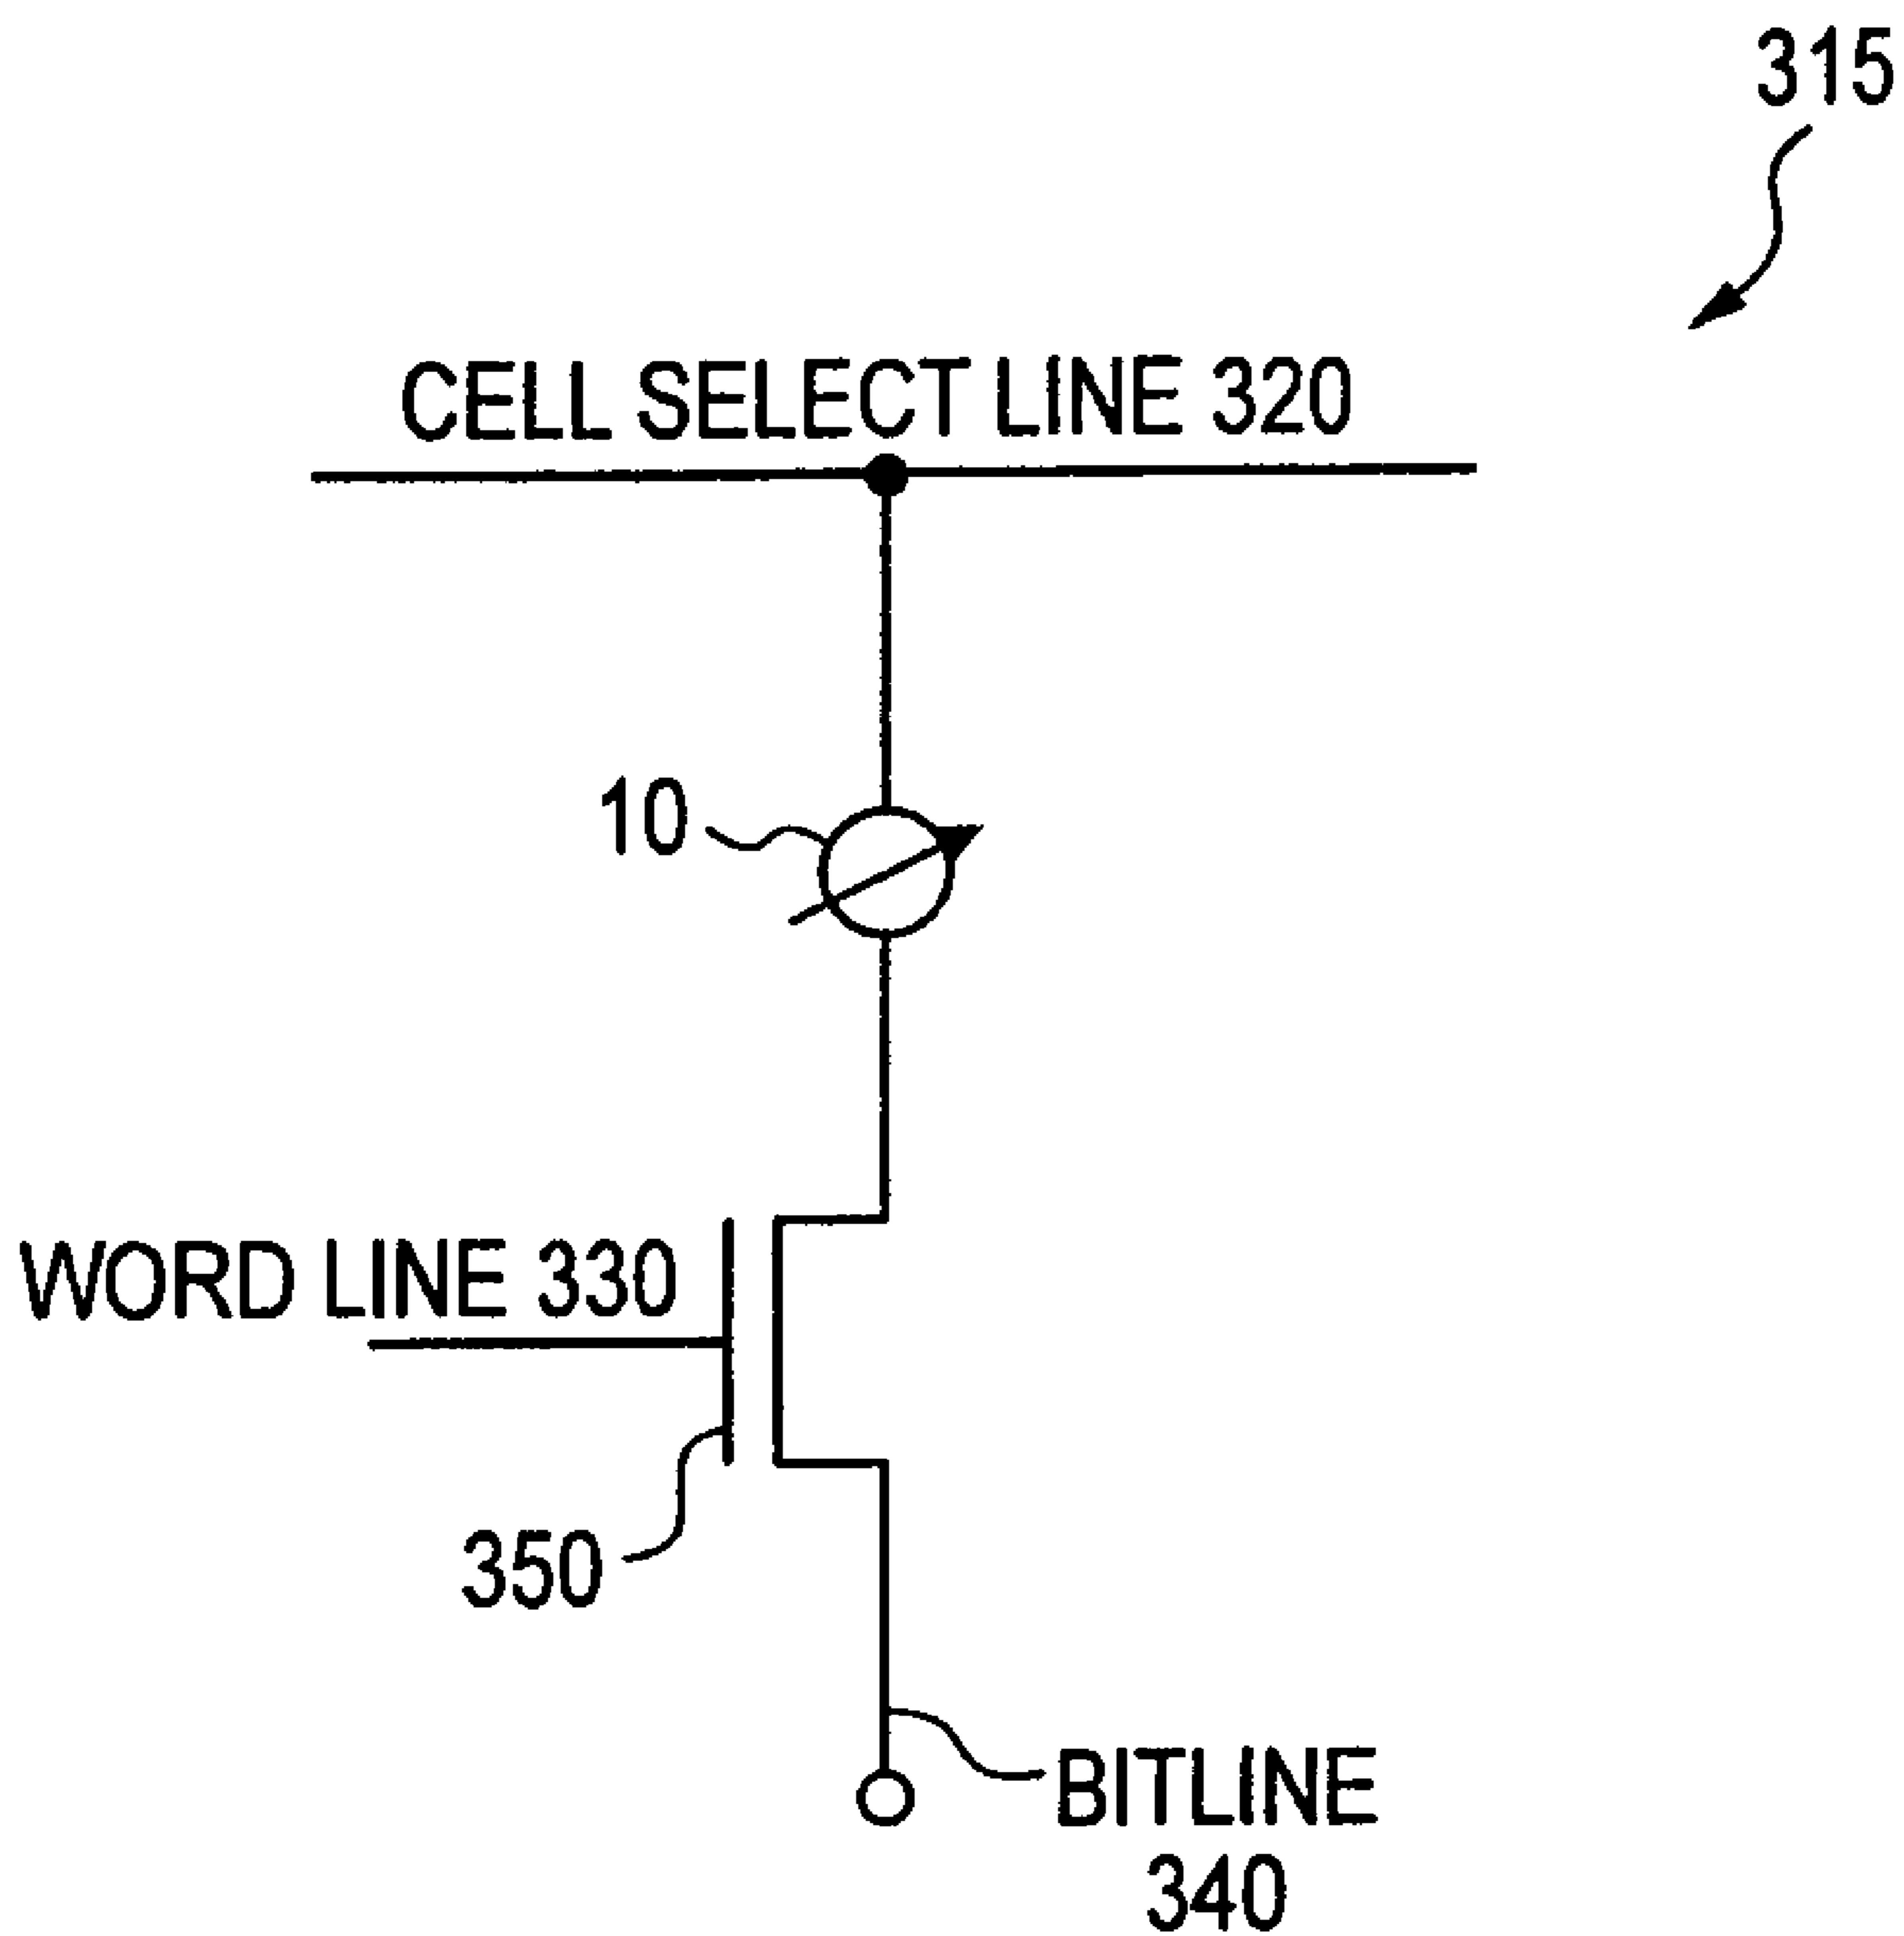 315
CELL SELECT LINE 320
10
WORD LINE 330
350
BITLINE
340